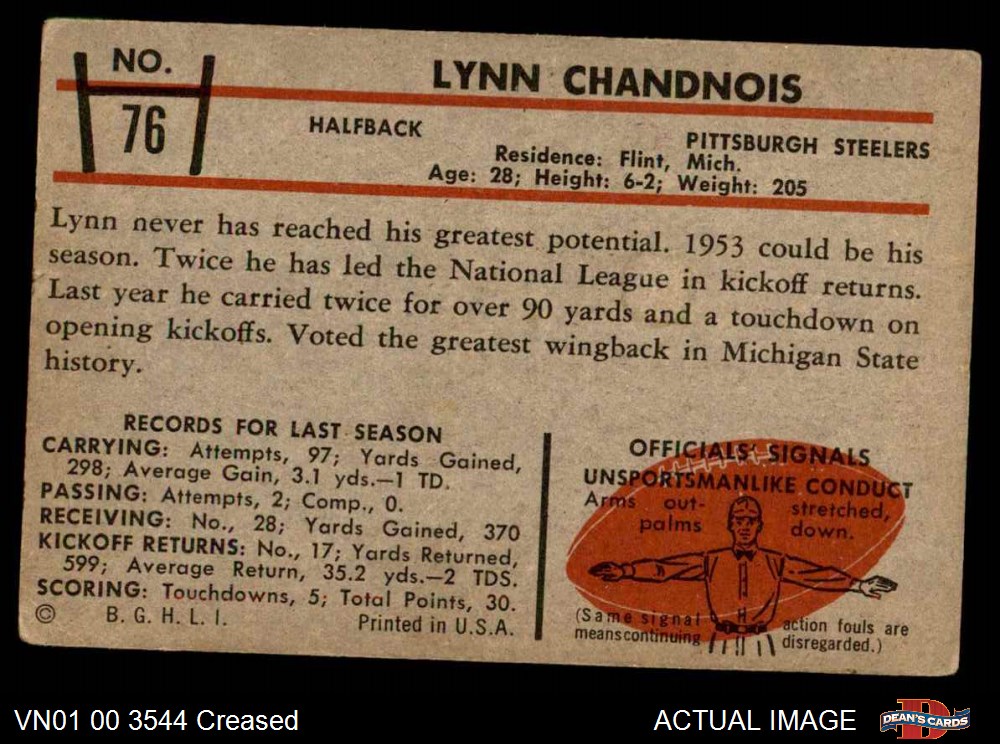 NO.
76
LYNN CHANDNOIS
HALFBACK
PITTSBURGH STEELERS
Residence: Flint, Mich.
Age: 28; Height: 6-2; Weight: 205
Lynn never has reached his greatest potential. 1953 could be his
season. Twice he has led the National League in kickoff returns.
Last year he carried twice for over 90 yards and a touchdown on
opening kickoffs. Voted the greatest wingback in Michigan State
history.
RECORDS FOR LAST SEASON
CARRYING: Attempts, 97; Yards Gained,
298; Average Gain, 3.1 yds.—1 TD.
PASSING: Attempts, 2; Comp., 0.
RECEIVING: No., 28; Yards Gained, 370
KICKOFF RETURNS: No., 17; Yards Returned,
599; Average Return, 35.2 yds.—2 TDS.
SCORING: Touchdowns, 5; Total Points, 30.
© B. G. H. L. I. Printed in U.S.A.
OFFICIALS' SIGNALS
UNSPORTSMANLIKE CONDUCT
Arms out- stretched,
palms down.
(Same signal action fouls are
means continuing disregarded.)
VN01 00 3544 Creased
ACTUAL IMAGE
DEAN'S CARDS